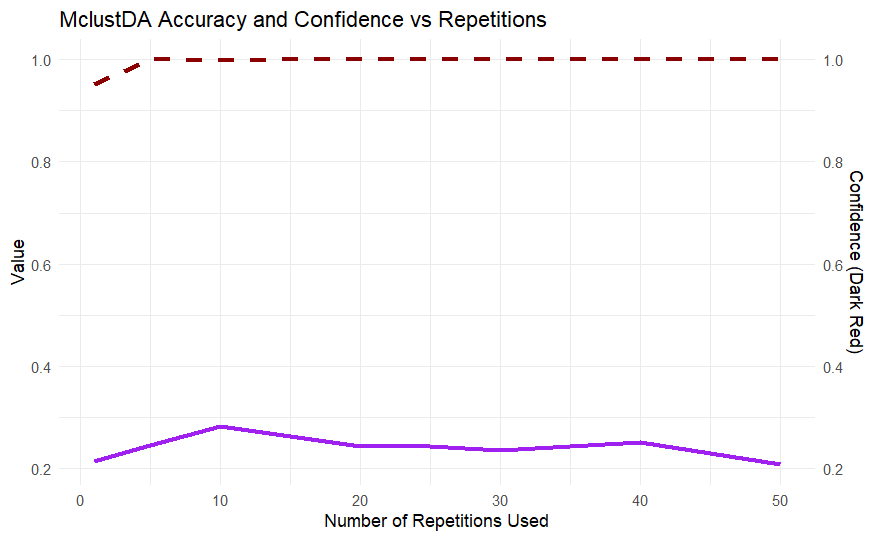 MclustDA Accuracy and Confidence vs Repetitions
1.0
0.8
0.6
0.4
0.2
Value
1.0
0.8
0.6
0.4
0.2
Confidence (Dark Red)
0 10 20 30 40 50
Number of Repetitions Used